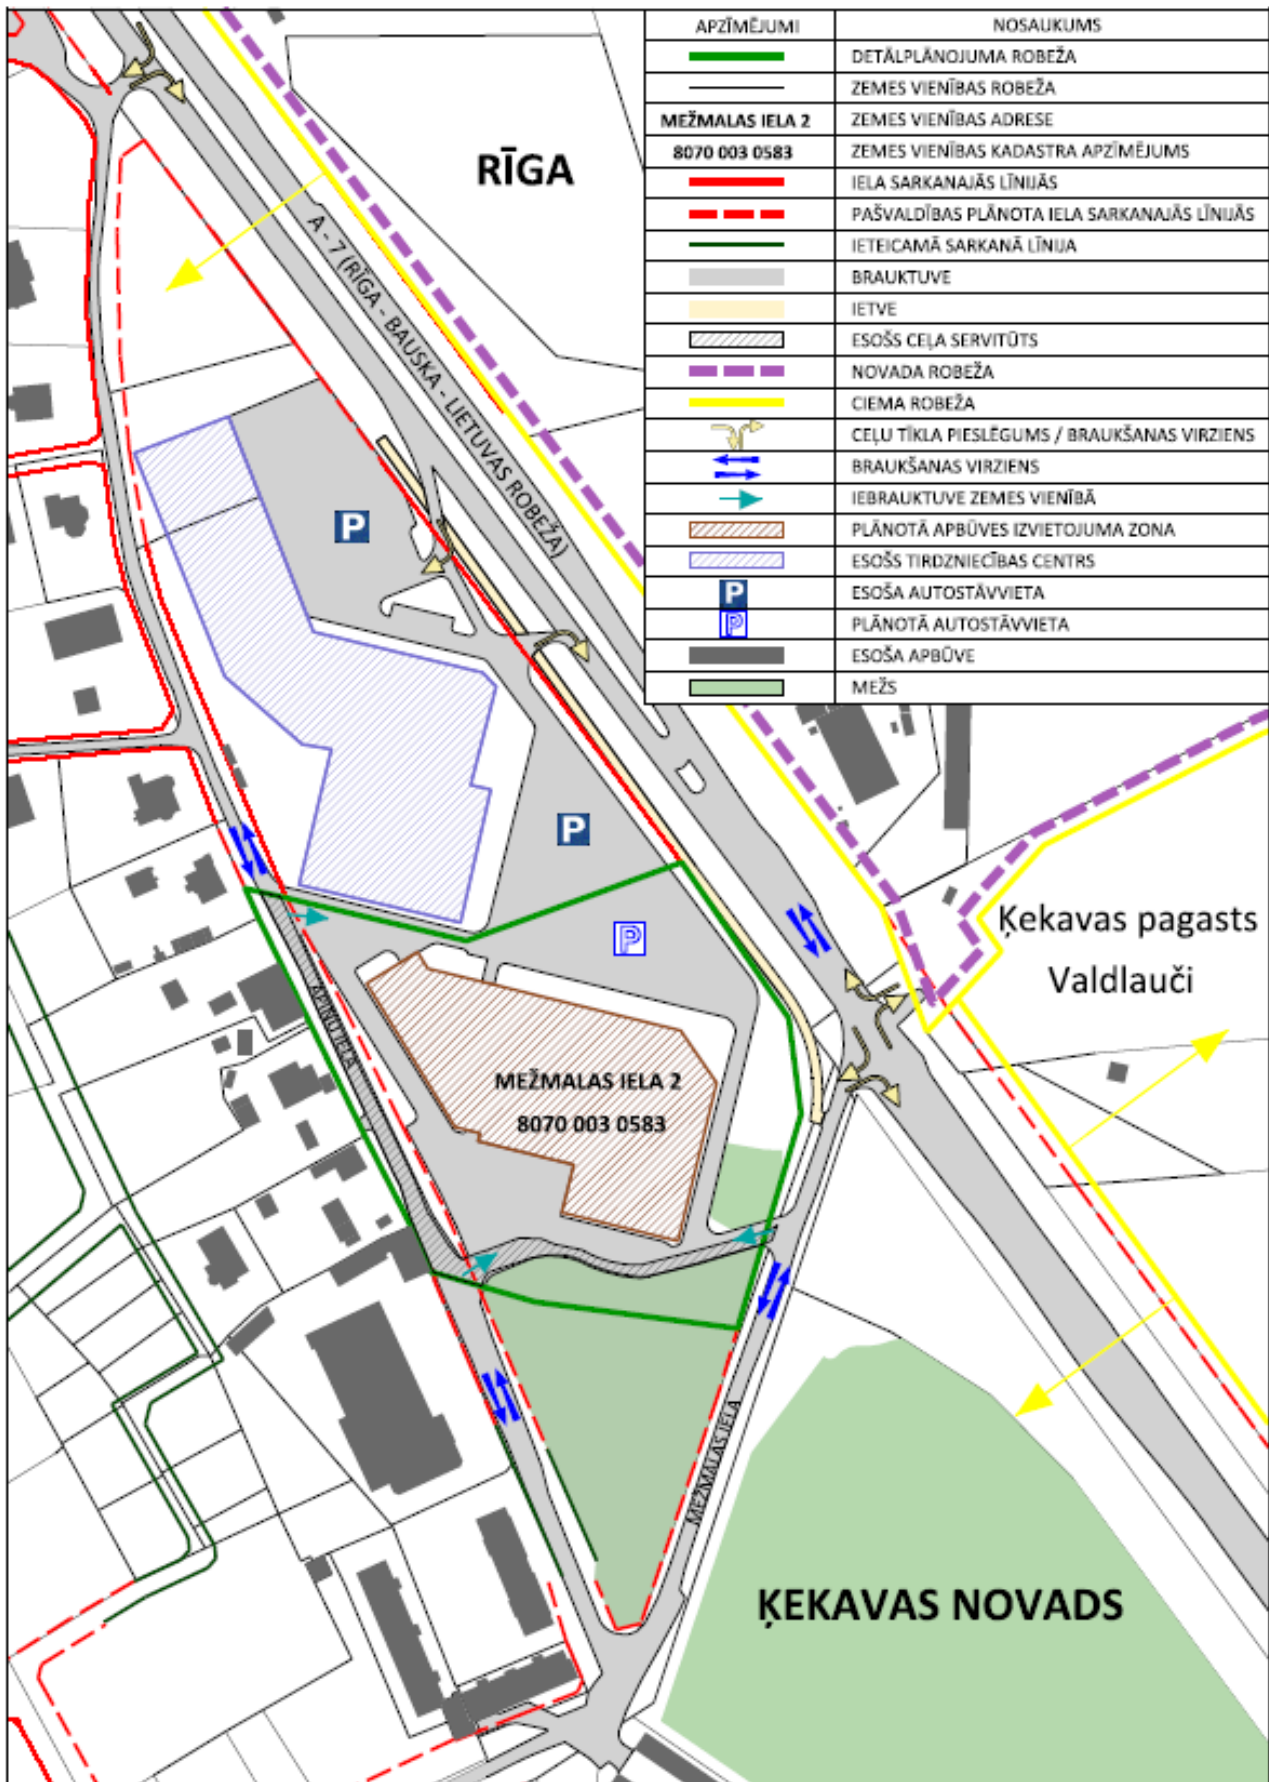 APZĪMĒJUMI NOSAUKUMS
DETĀLPLĀNOJUMA ROBEŽA
ZEMES VIENĪBAS ROBEŽA
MEŽMALAS IELA 2 ZEMES VIENĪBAS ADRESE
8070 003 0583 ZEMES VIENĪBAS KADASTRA APZĪMĒJUMS
IELA SARKANAJĀS LĪNIJĀS
PAŠVALDĪBAS PLĀNOTA IELA SARKANAJĀS LĪNIJĀS
IETEICAMĀ SARKANĀ LĪNIJA
BRAUKTUVE
IETVE
ESOŠS CEĻA SERVITŪTS
NOVADA ROBEŽA
CIEMA ROBEŽA
CEĻU TĪKLA PIESLĒGUMS / BRAUKŠANAS VIRZIENS
BRAUKŠANAS VIRZIENS
IEBRAUKTUVE ZEMES VIENĪBĀ
PLĀNOTĀ APBŪVES IZVIETOJUMA ZONA
ESOŠS TIRDZNIECĪBAS CENTRS
P ESOŠA AUTOSTĀVVIETA
P PLĀNOTĀ AUTOSTĀVVIETA
ESOŠA APBŪVE
MEŽS
RĪGA
A - 7 (RĪGA - BAUSKA - LIETUVAS ROBEŽA)
P
P
P
Ķekavas pagasts
Valdlauči
APIŅU IELA
MEŽMALAS IELA 2
8070 003 0583
MEŽMALAS IELA
ĶEKAVAS NOVADS